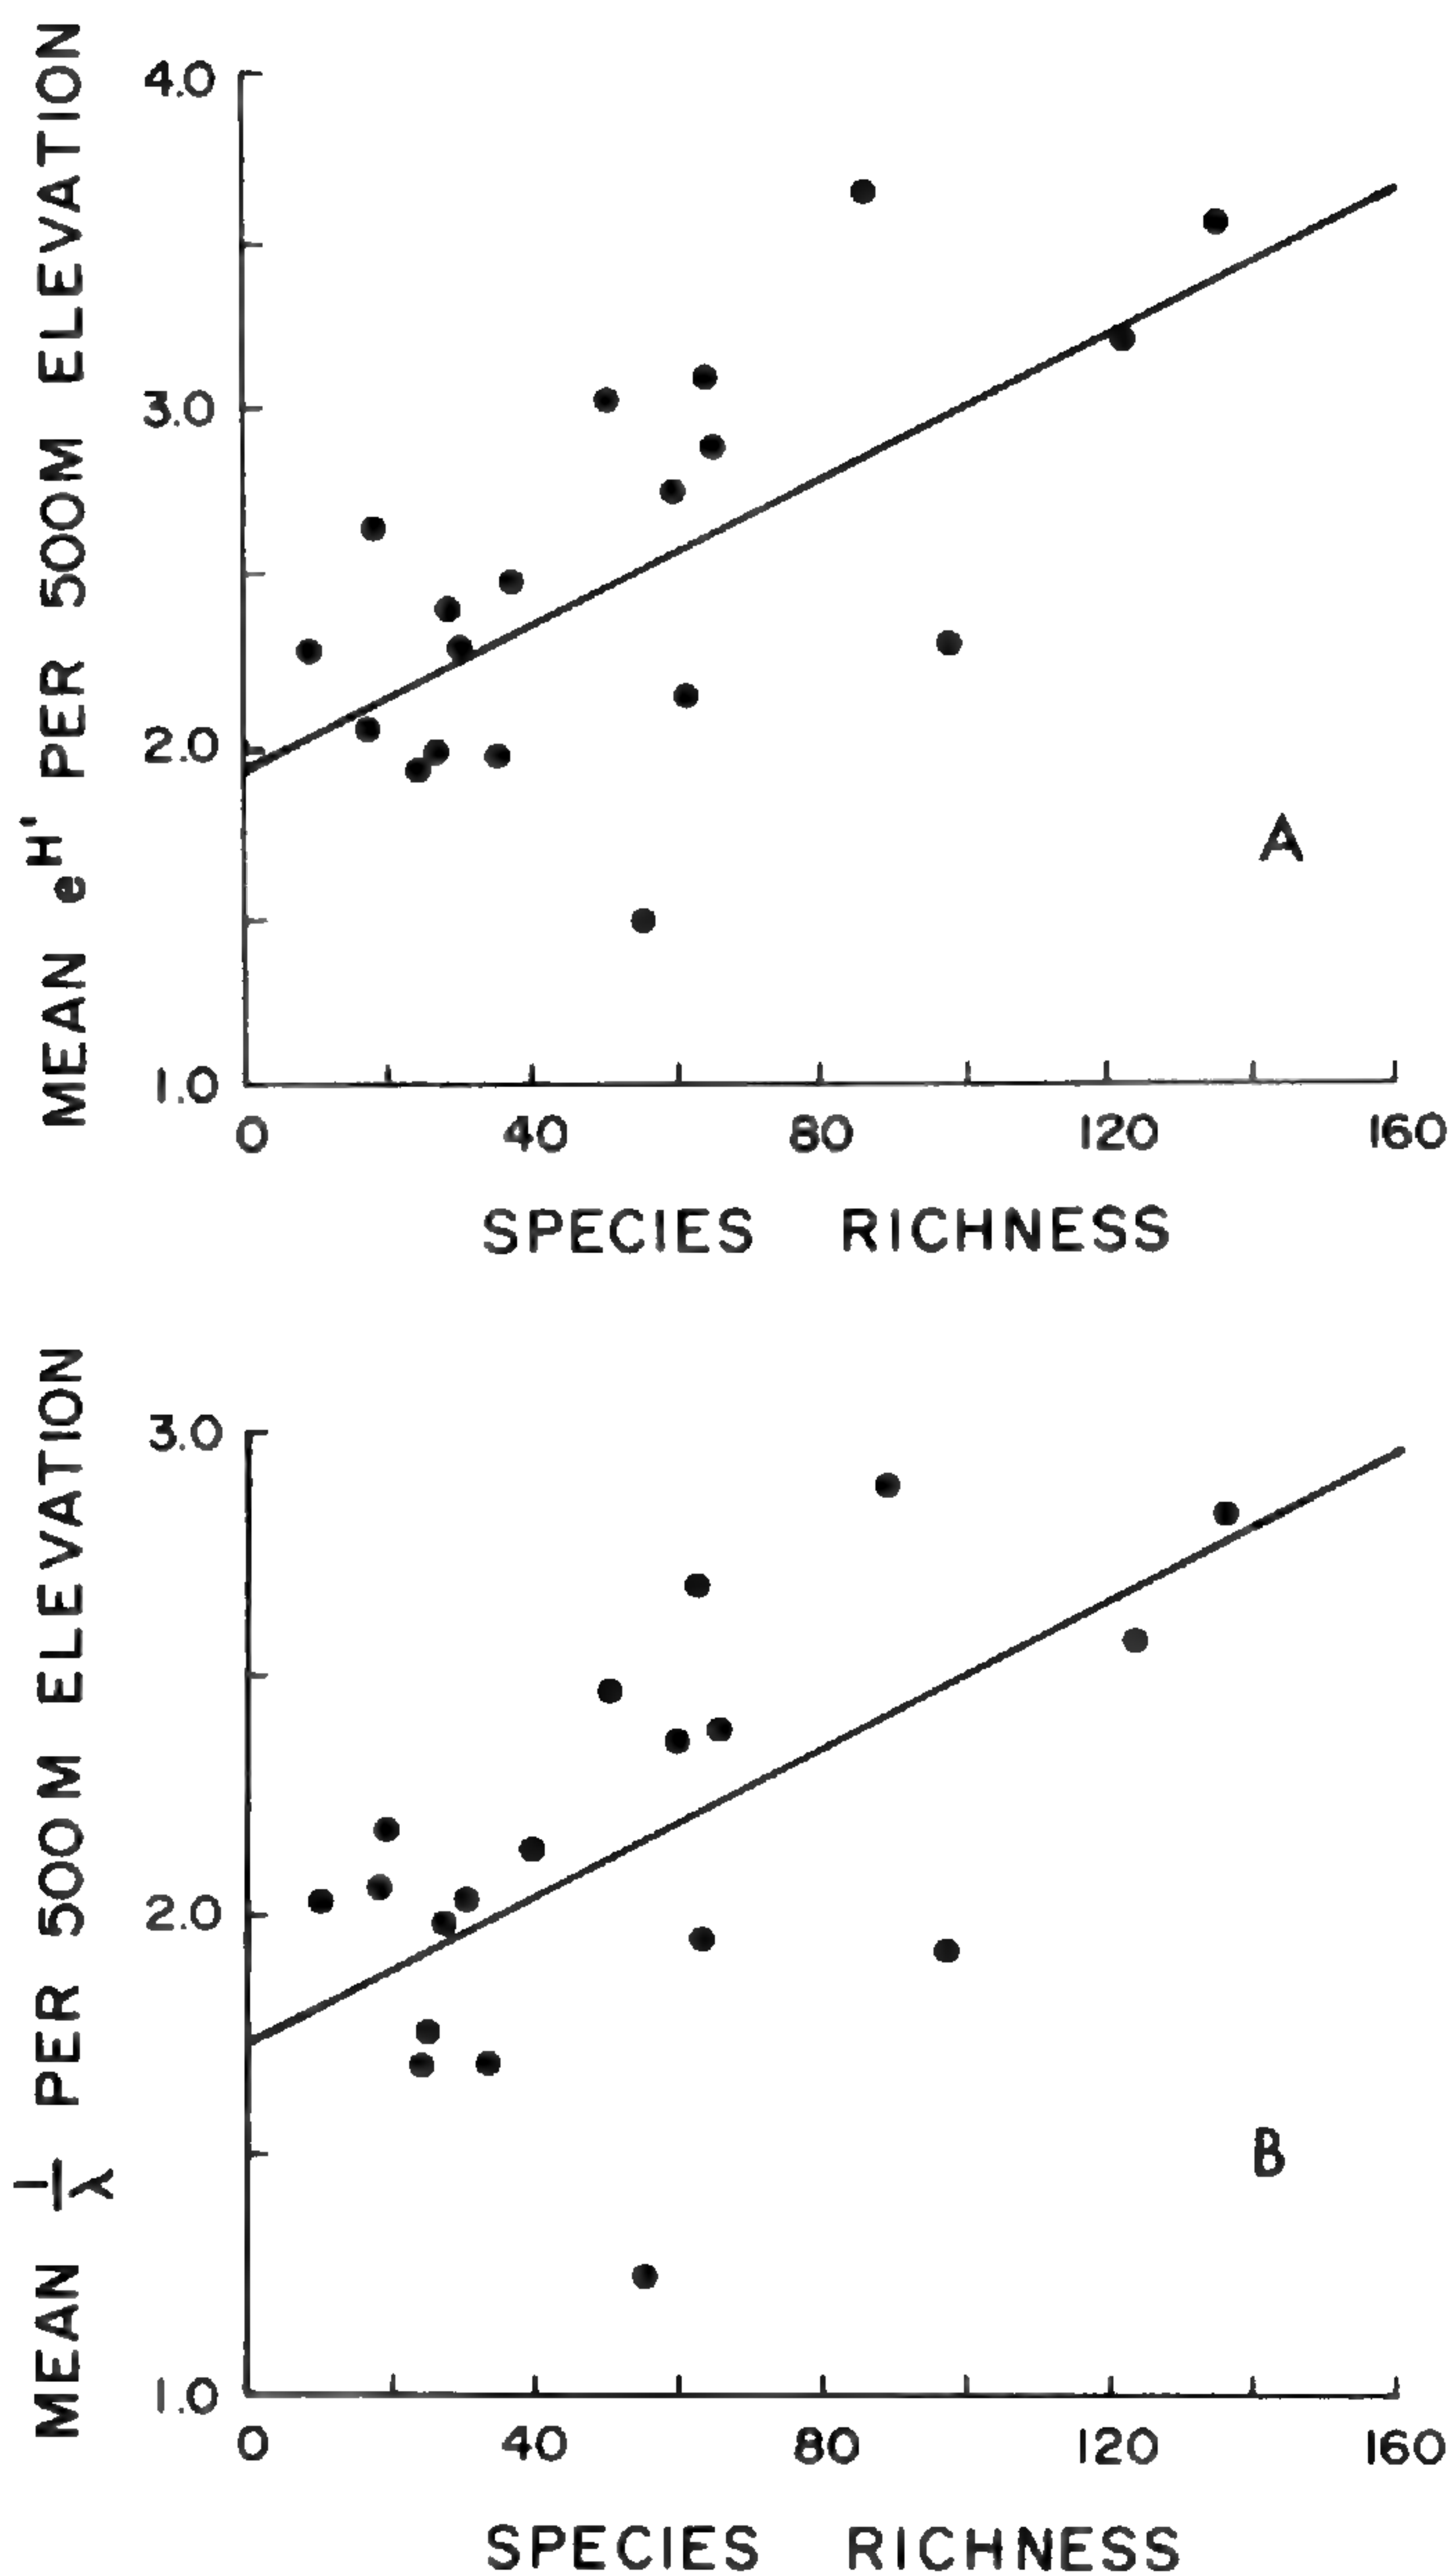 MEAN e^H' PER 500M ELEVATION
4.0
3.0
2.0
1.0
0 40 80 120 160
SPECIES RICHNESS
A
MEAN 1/λ PER 500M ELEVATION
3.0
2.0
1.0
0 40 80 120 160
SPECIES RICHNESS
B